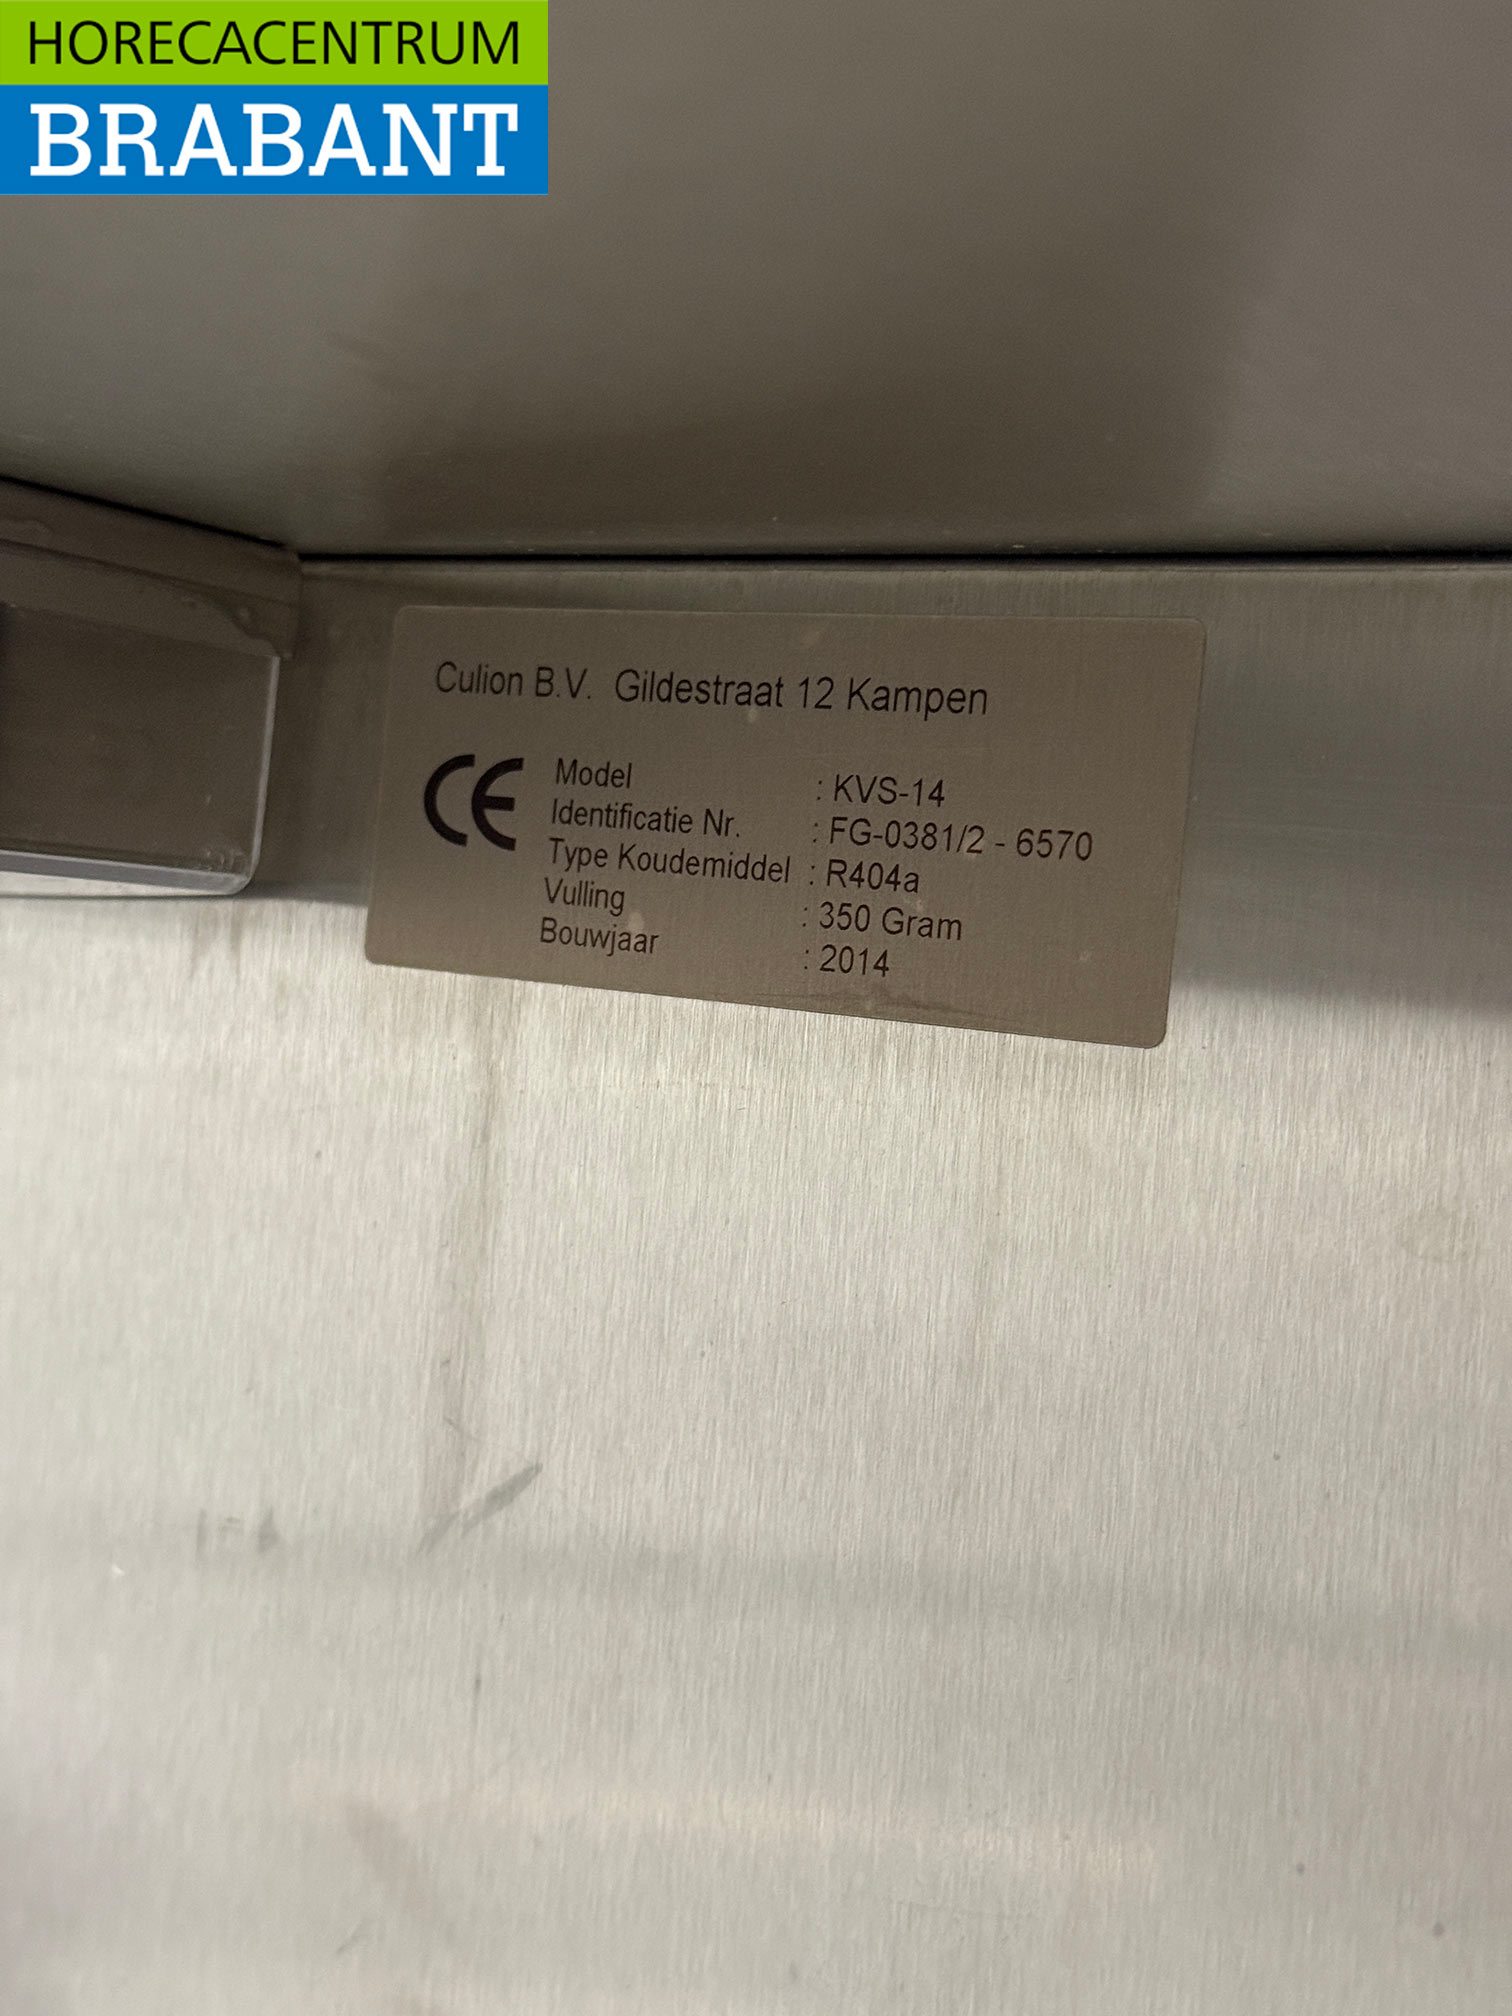 HORECACENTRUM
BRABANT
Culion B.V. Gildestraat 12 Kampen
CE Model : KVS-14
Identificatie Nr. : FG-0381/2 - 6570
Type Koudemiddel : R404a
Vulling : 350 Gram
Bouwjaar : 2014